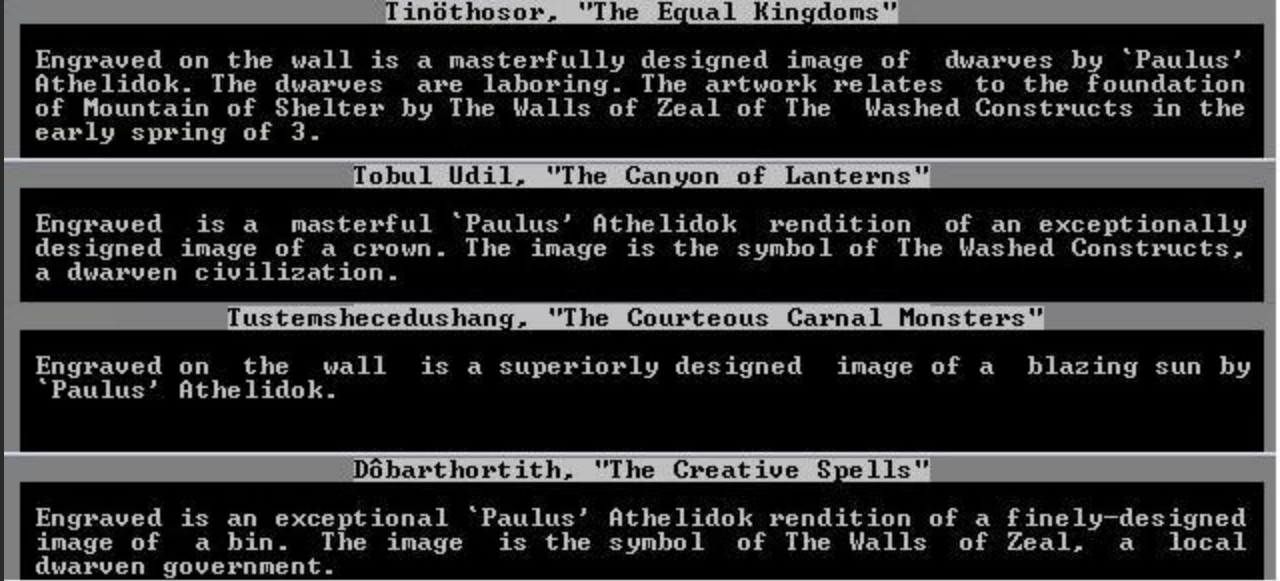 Tinöthosor, "The Equal Kingdoms"
Engraved on the wall is a masterfully designed image of dwarves by `Paulus'
Athelidok. The dwarves are laboring. The artwork relates to the foundation
of Mountain of Shelter by The Walls of Zeal of The Washed Constructs in the
early spring of 3.
Tobul Udil, "The Canyon of Lanterns"
Engraved is a masterful `Paulus' Athelidok rendition of an exceptionally
designed image of a crown. The image is the symbol of The Washed Constructs,
a dwarven civilization.
Tustemshecedushang, "The Courteous Carnal Monsters"
Engraved on the wall is a superiorly designed image of a blazing sun by
`Paulus' Athelidok.
Dôbarthortith, "The Creative Spells"
Engraved is an exceptional `Paulus' Athelidok rendition of a finely-designed
image of a bin. The image is the symbol of The Walls of Zeal, a local
dwarven government.